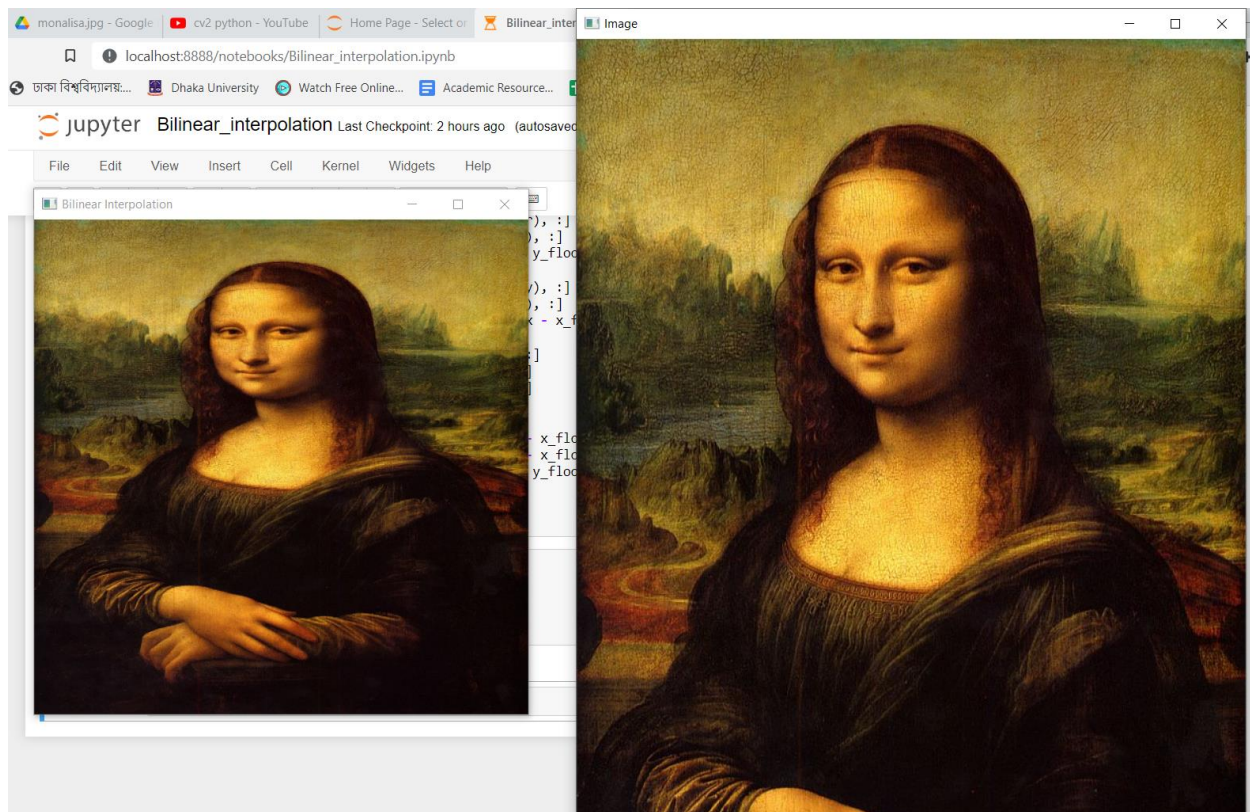 monalisa.jpg - Google
cv2 python - YouTube
Home Page - Select or
Bilinear_inter
Image
localhost:8888/notebooks/Bilinear_interpolation.ipynb
ঢাকা বিশ্ববিদ্যালয়:...
Dhaka University
Watch Free Online...
Academic Resource...
jupyter Bilinear_interpolation Last Checkpoint: 2 hours ago (autosaved
File Edit View Insert Cell Kernel Widgets Help
Bilinear Interpolation
), :]
), :]
y_floo
), :]
), :]
x - x_f
:]
]
]
- x_flo
- x_flo
y_floo